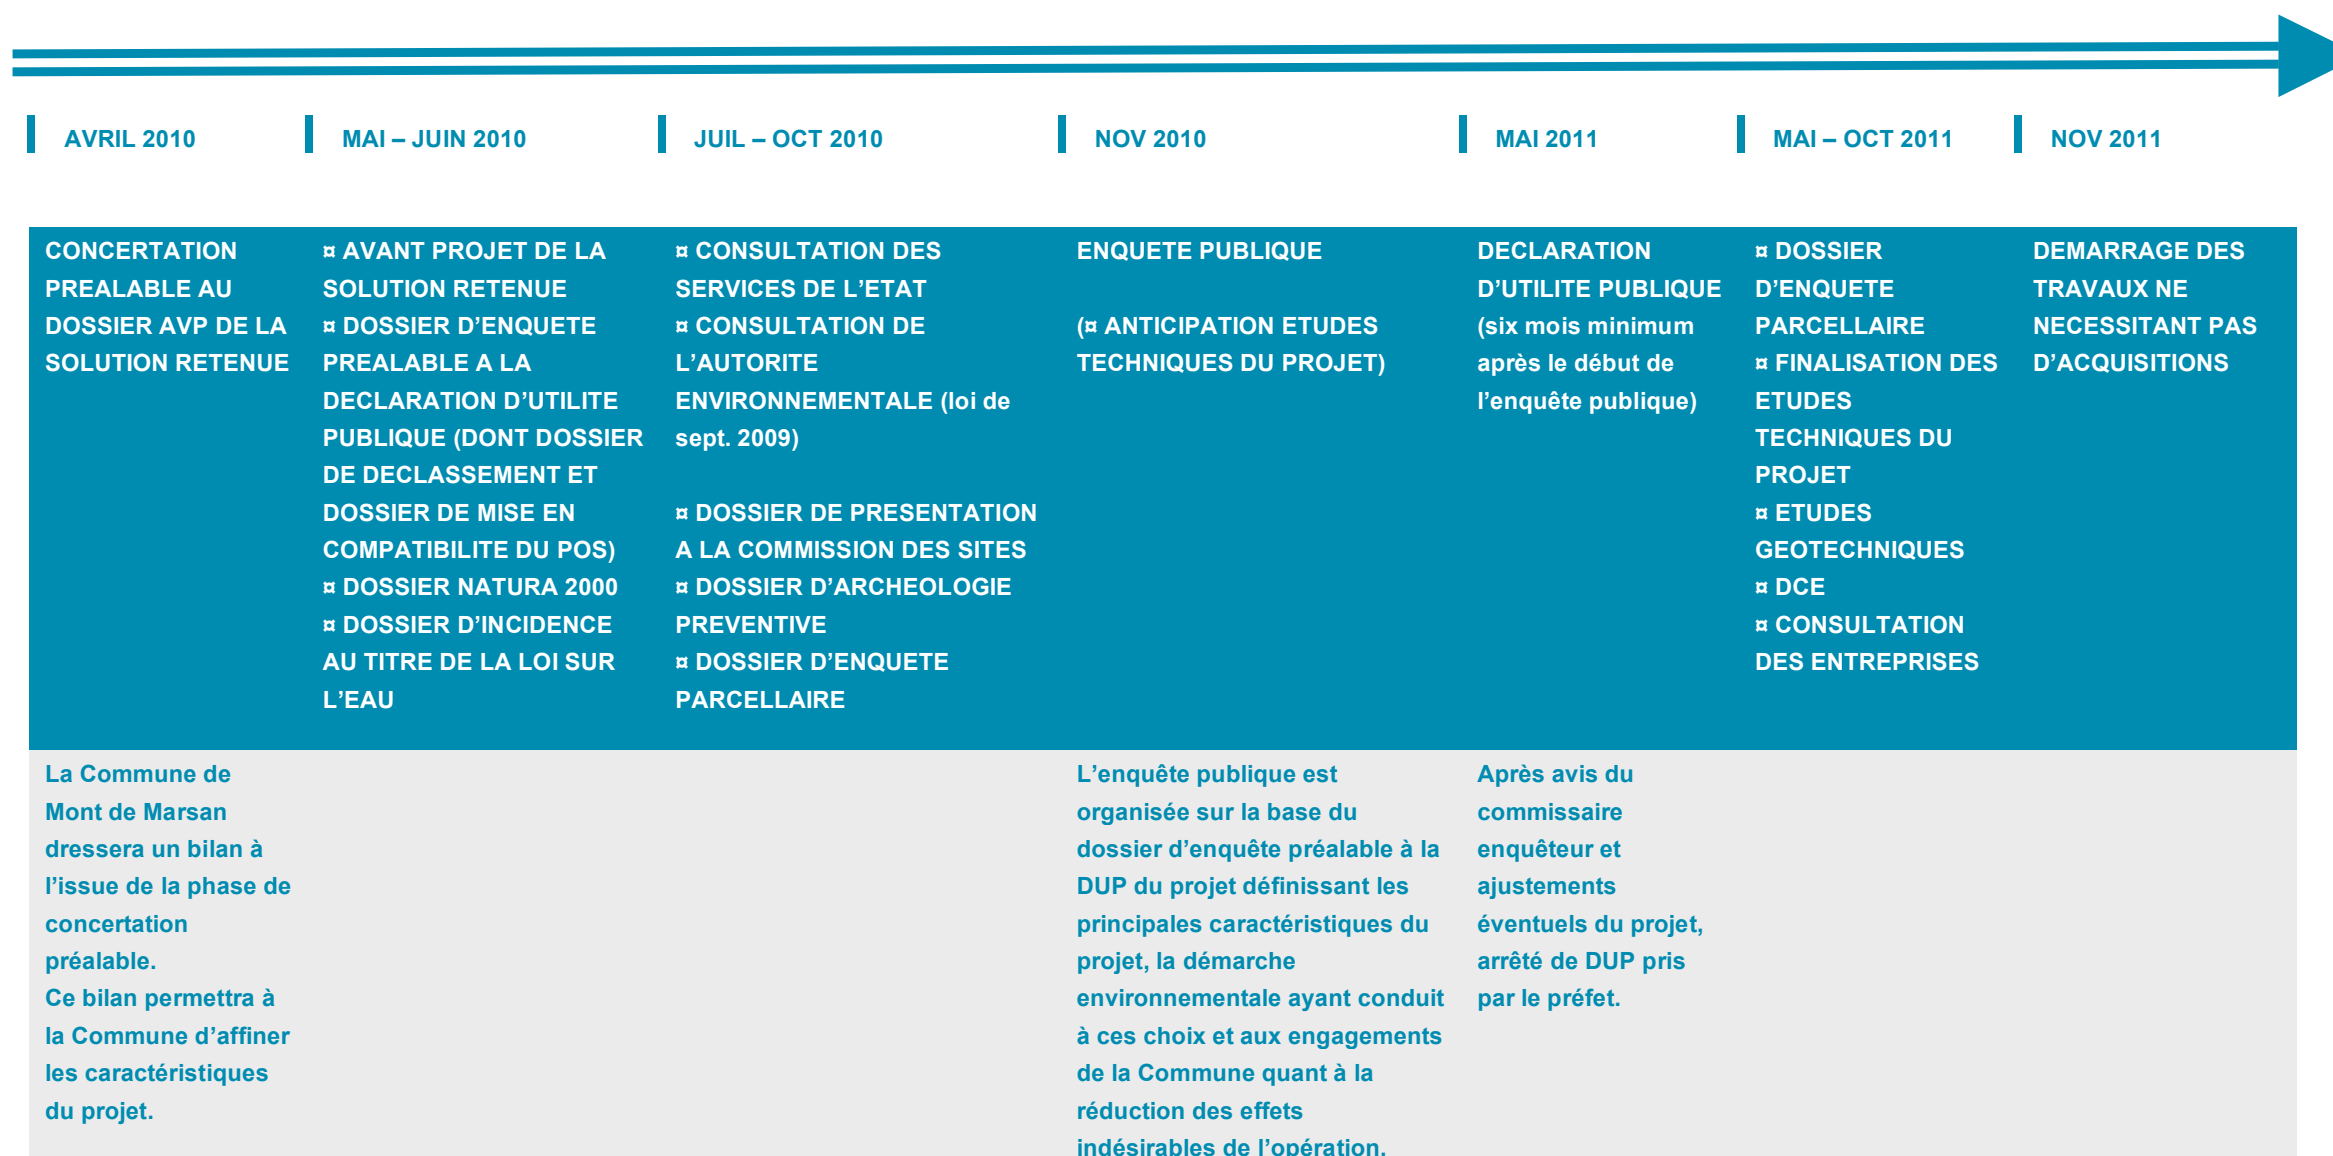 AVRIL 2010
MAI – JUIN 2010
JUIL – OCT 2010
NOV 2010
MAI 2011
MAI – OCT 2011
NOV 2011
CONCERTATION
PREALABLE AU
DOSSIER AVP DE LA
SOLUTION RETENUE
¤ AVANT PROJET DE LA
SOLUTION RETENUE
¤ DOSSIER D’ENQUETE
PREALABLE A LA
DECLARATION D’UTILITE
PUBLIQUE (DONT DOSSIER
DE DECLASSEMENT ET
DOSSIER DE MISE EN
COMPATIBILITE DU POS)
¤ DOSSIER NATURA 2000
¤ DOSSIER D’INCIDENCE
AU TITRE DE LA LOI SUR
L’EAU
¤ CONSULTATION DES
SERVICES DE L’ETAT
¤ CONSULTATION DE
L’AUTORITE
ENVIRONNEMENTALE (loi de
sept. 2009)
¤ DOSSIER DE PRESENTATION
A LA COMMISSION DES SITES
¤ DOSSIER D’ARCHEOLOGIE
PREVENTIVE
¤ DOSSIER D’ENQUETE
PARCELLAIRE
ENQUETE PUBLIQUE
(¤ ANTICIPATION ETUDES
TECHNIQUES DU PROJET)
DECLARATION
D’UTILITE PUBLIQUE
(six mois minimum
après le début de
l’enquête publique)
¤ DOSSIER
D’ENQUETE
PARCELLAIRE
¤ FINALISATION DES
ETUDES
TECHNIQUES DU
PROJET
¤ ETUDES
GEOTECHNIQUES
¤ DCE
¤ CONSULTATION
DES ENTREPRISES
DEMARRAGE DES
TRAVAUX NE
NECESSITANT PAS
D’ACQUISITIONS
La Commune de
Mont de Marsan
dressera un bilan à
l’issue de la phase de
concertation
préalable.
Ce bilan permettra à
la Commune d’affiner
les caractéristiques
du projet.
L’enquête publique est
organisée sur la base du
dossier d’enquête préalable à la
DUP du projet définissant les
principales caractéristiques du
projet, la démarche
environnementale ayant conduit
à ces choix et aux engagements
de la Commune quant à la
réduction des effets
indésirables de l’opération.
Après avis du
commissaire
enquêteur et
ajustements
éventuels du projet,
arrêté de DUP pris
par le préfet.